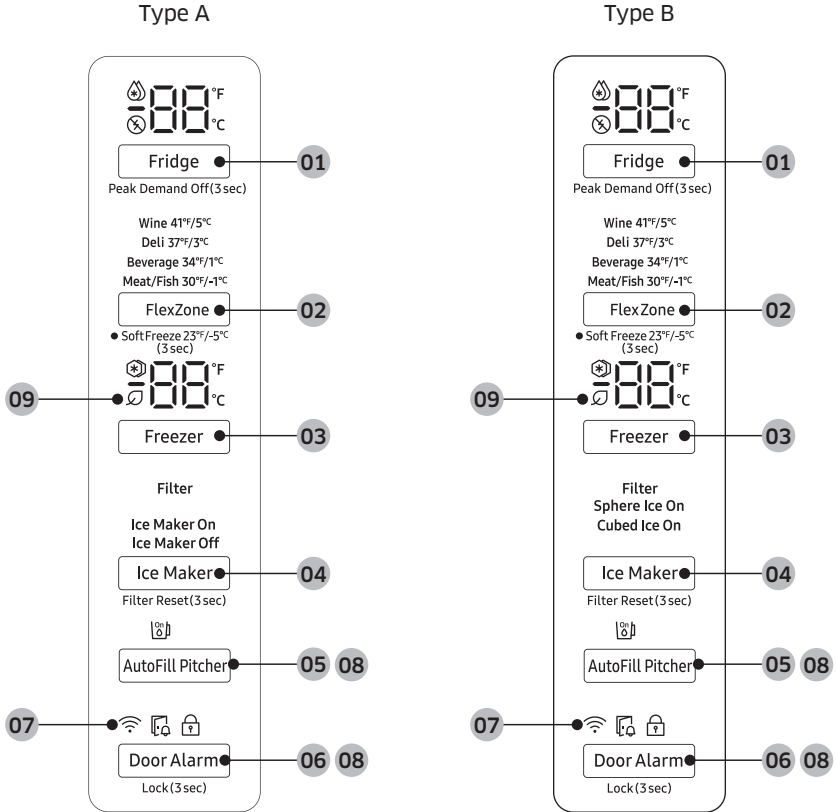 Type A
88 °F
°C
Fridge 01
Peak Demand Off(3 sec)
Wine 41°F/5°C
Deli 37°F/3°C
Beverage 34°F/1°C
Meat/Fish 30°F/-1°C
FlexZone 02
Soft Freeze 23°F/-5°C
(3 sec)
88 °F
09 °C
Freezer 03
Filter
Ice Maker On
Ice Maker Off
Ice Maker 04
Filter Reset(3 sec)
On
AutoFill Pitcher 05 08
07
Door Alarm 06 08
Lock(3 sec)
Type B
88 °F
°C
Fridge 01
Peak Demand Off(3 sec)
Wine 41°F/5°C
Deli 37°F/3°C
Beverage 34°F/1°C
Meat/Fish 30°F/-1°C
FlexZone 02
Soft Freeze 23°F/-5°C
(3 sec)
88 °F
09 °C
Freezer 03
Filter
Sphere Ice On
Cubed Ice On
Ice Maker 04
Filter Reset(3 sec)
On
AutoFill Pitcher 05 08
07
Door Alarm 06 08
Lock(3 sec)